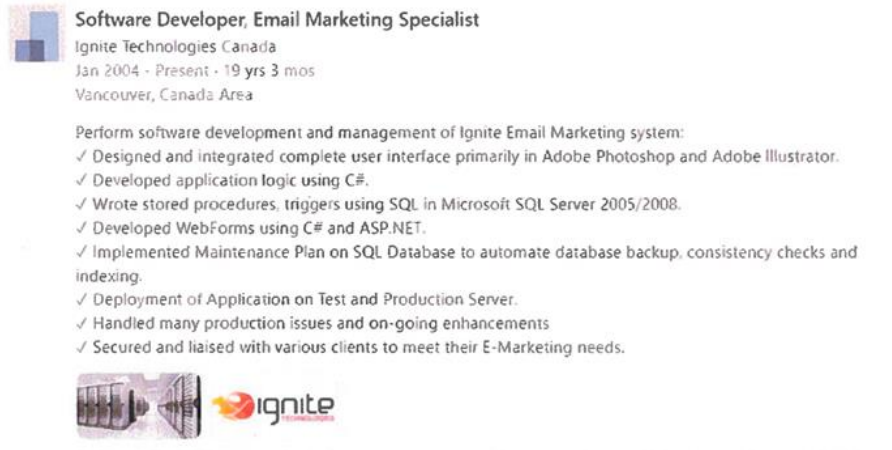 Software Developer, Email Marketing Specialist
Ignite Technologies Canada
Jan 2004 - Present · 19 yrs 3 mos
Vancouver, Canada Area
Perform software development and management of Ignite Email Marketing system:
✓ Designed and integrated complete user interface primarily in Adobe Photoshop and Adobe Illustrator.
✓ Developed application logic using C#.
✓ Wrote stored procedures, triggers using SQL in Microsoft SQL Server 2005/2008.
✓ Developed WebForms using C# and ASP.NET.
✓ Implemented Maintenance Plan on SQL Database to automate database backup, consistency checks and
indexing.
✓ Deployment of Application on Test and Production Server.
✓ Handled many production issues and on-going enhancements
✓ Secured and liaised with various clients to meet their E-Marketing needs.
ignite
TECHNOLOGIES